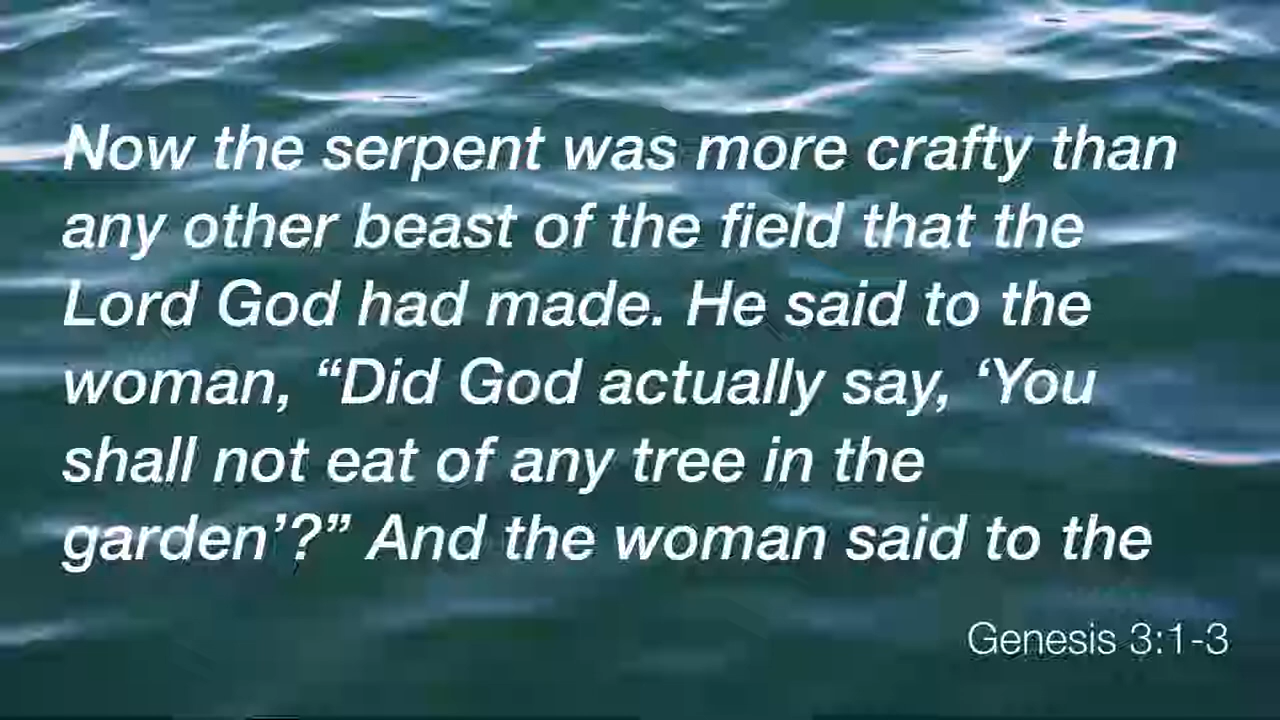 Now the serpent was more crafty than
any other beast of the field that the
Lord God had made. He said to the
woman, “Did God actually say, ‘You
shall not eat of any tree in the
garden’?” And the woman said to the
Genesis 3:1-3